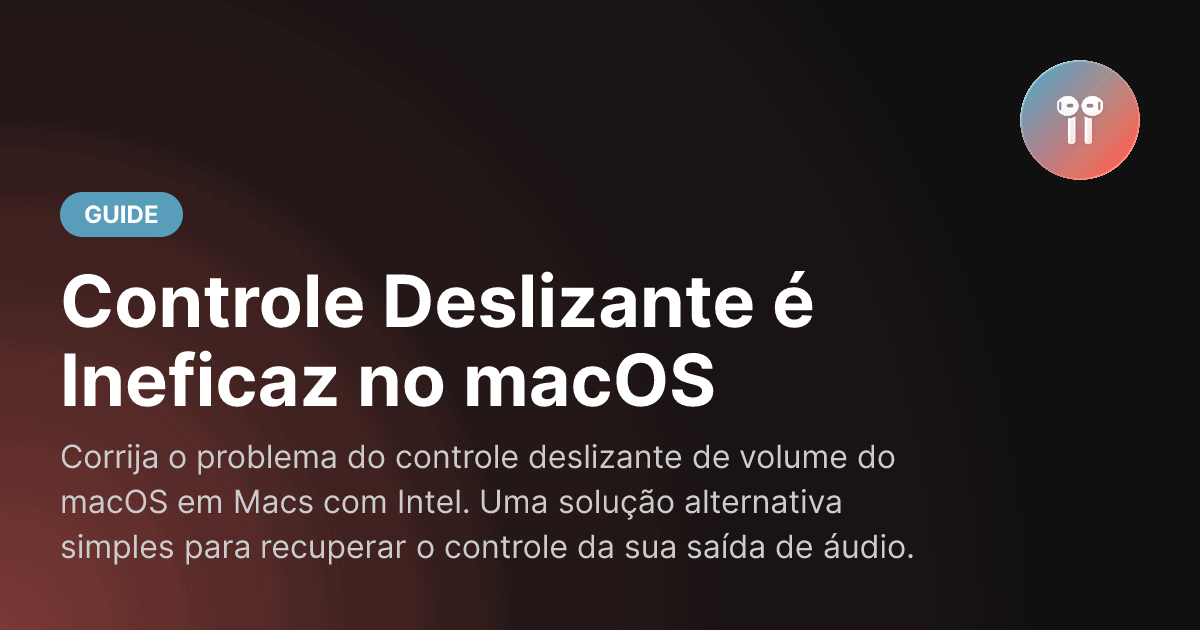 GUIDE
Controle Deslizante é
Ineficaz no macOS
Corrija o problema do controle deslizante de volume do
macOS em Macs com Intel. Uma solução alternativa
simples para recuperar o controle da sua saída de áudio.